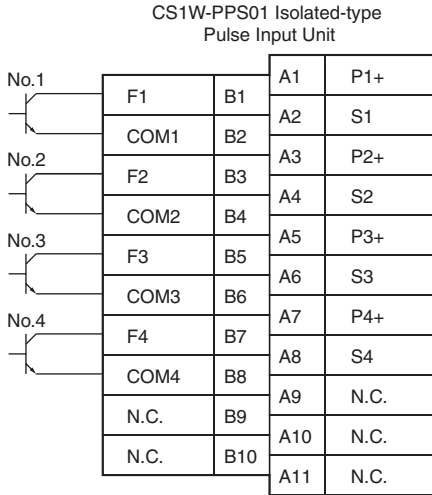 CS1W-PPS01 Isolated-type
Pulse Input Unit
A1 P1+
No.1
F1 B1
A2 S1
COM1 B2
A3 P2+
No.2
F2 B3
A4 S2
COM2 B4
A5 P3+
No.3
F3 B5
A6 S3
COM3 B6
A7 P4+
No.4
F4 B7
A8 S4
COM4 B8
A9 N.C.
N.C. B9
A10 N.C.
N.C. B10
A11 N.C.